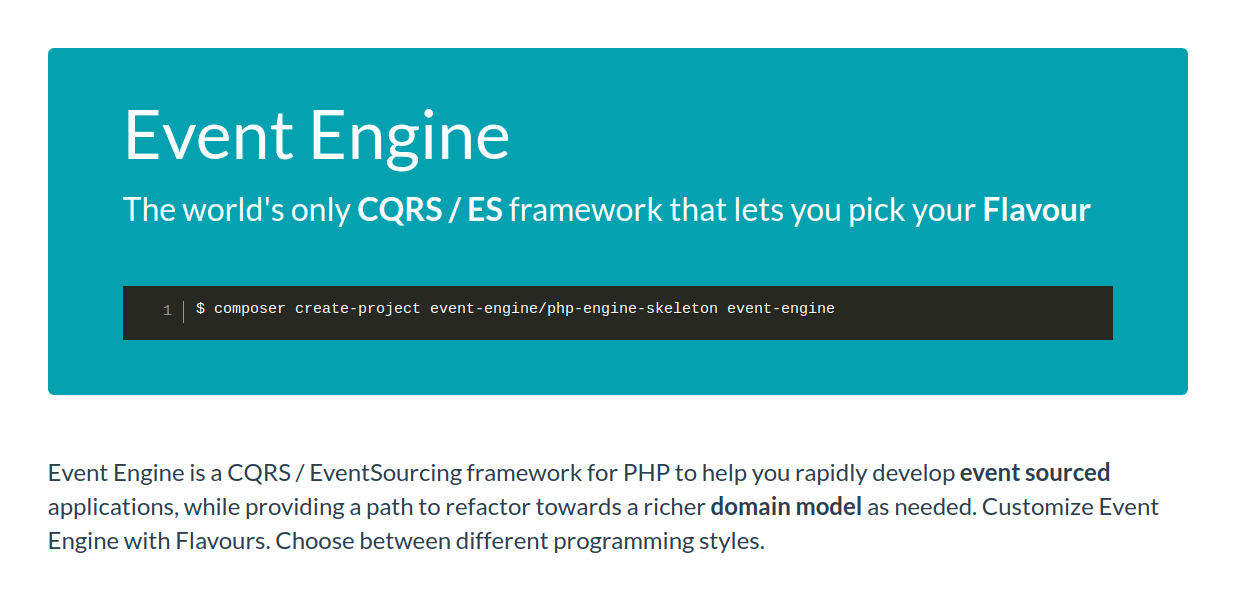 Event Engine
The world's only CQRS / ES framework that lets you pick your Flavour
1 $ composer create-project event-engine/php-engine-skeleton event-engine
Event Engine is a CQRS / EventSourcing framework for PHP to help you rapidly develop event sourced
applications, while providing a path to refactor towards a richer domain model as needed. Customize Event
Engine with Flavours. Choose between different programming styles.